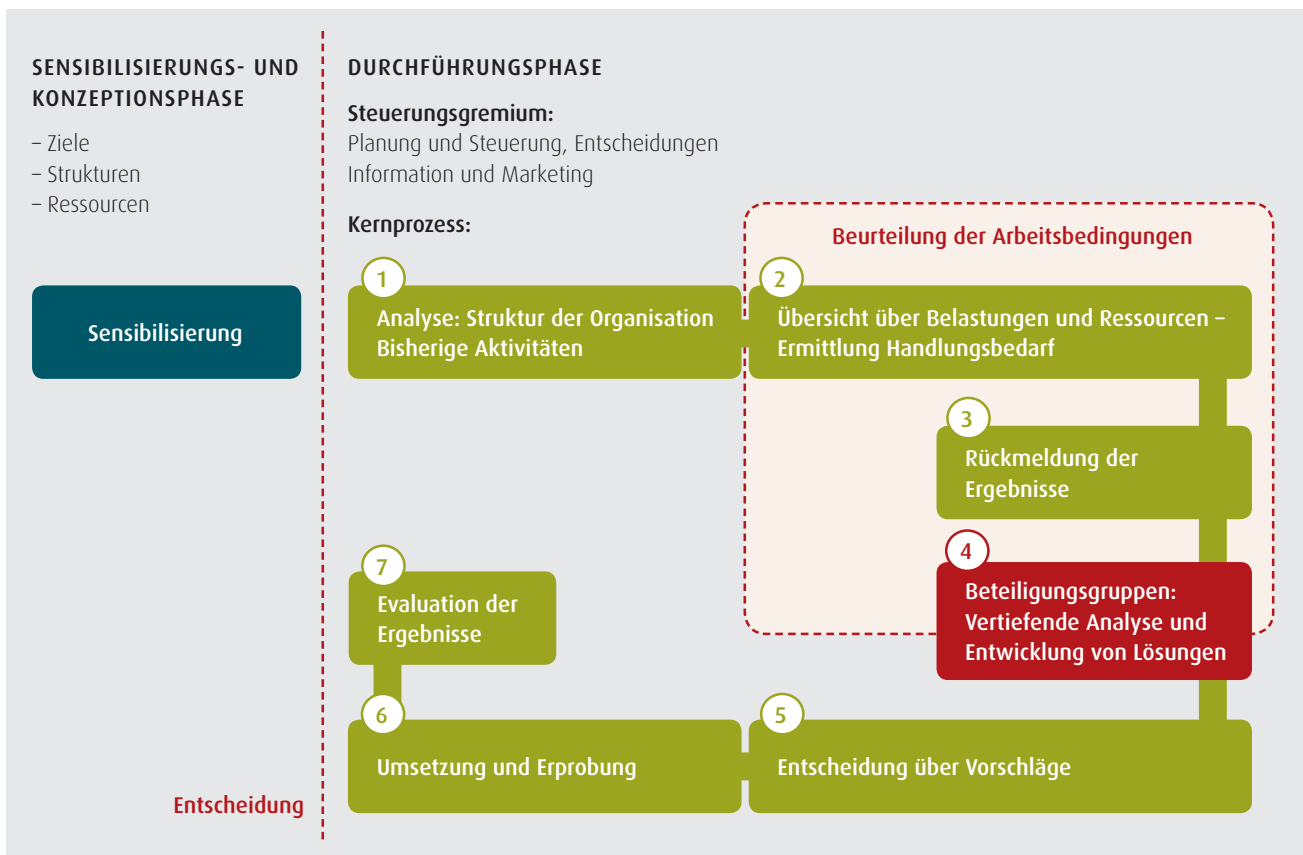 SENSIBILISIERUNGS- UND
KONZEPTIONSPHASE
– Ziele
– Strukturen
– Ressourcen
Sensibilisierung
Entscheidung
DURCHFÜHRUNGSPHASE
Steuerungsgremium:
Planung und Steuerung, Entscheidungen
Information und Marketing
Kernprozess:
Beurteilung der Arbeitsbedingungen
1
Analyse: Struktur der Organisation
Bisherige Aktivitäten
2
Übersicht über Belastungen und Ressourcen –
Ermittlung Handlungsbedarf
3
Rückmeldung der
Ergebnisse
4
Beteiligungsgruppen:
Vertiefende Analyse und
Entwicklung von Lösungen
5
Entscheidung über Vorschläge
6
Umsetzung und Erprobung
7
Evaluation der
Ergebnisse